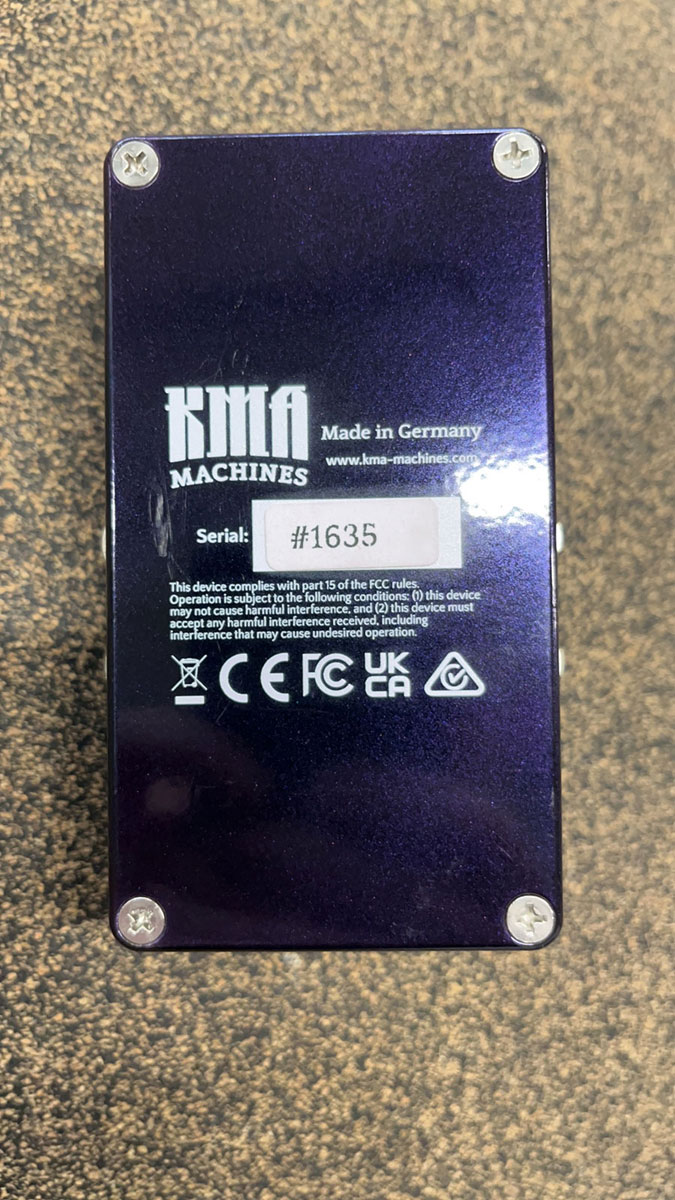 KMA
MACHINES
Made in Germany
www.kma-machines.com
Serial: #1635
This device complies with part 15 of the FCC rules.
Operation is subject to the following conditions: (1) this device
may not cause harmful interference, and (2) this device must
accept any harmful interference received, including
interference that may cause undesired operation.
CE FC UK
CA